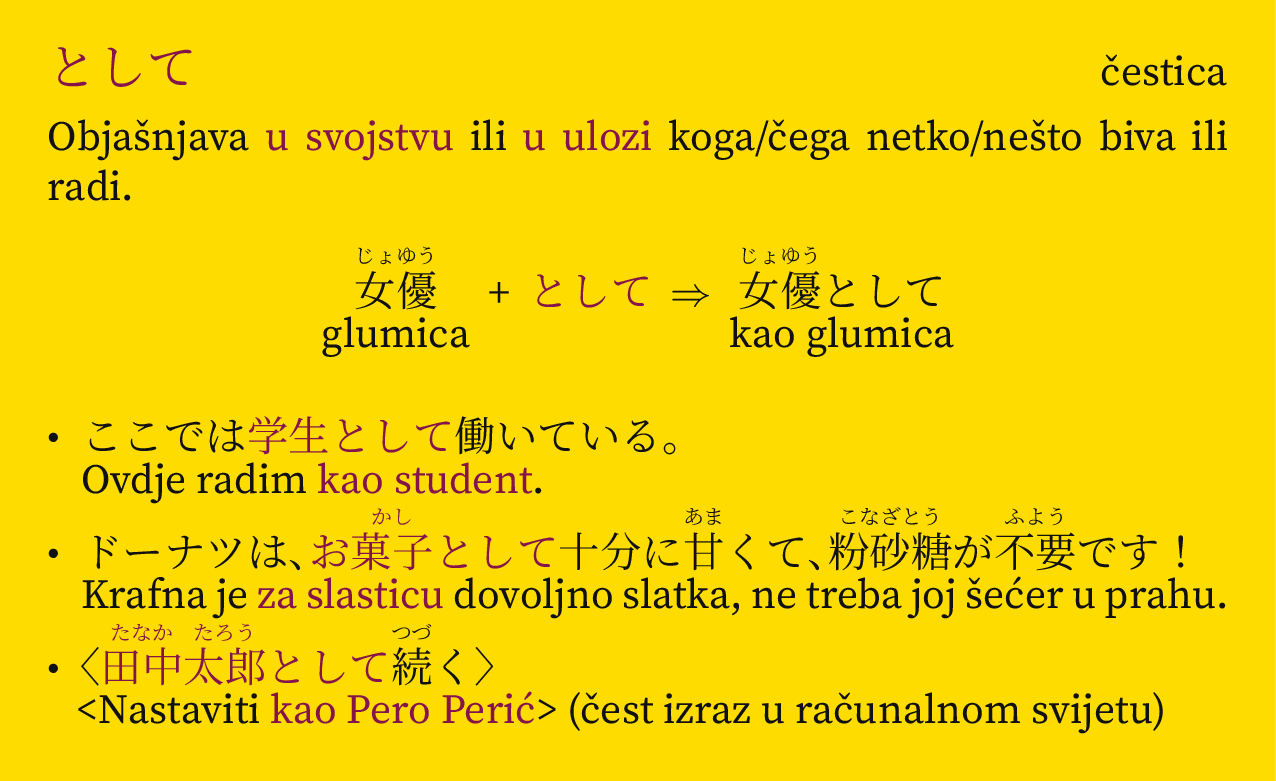 として čestica
Objašnjava u svojstvu ili u ulozi koga/čega netko/nešto biva ili
radi.
じょゆう じょゆう
女優 + として ⇒ 女優として
glumica kao glumica
• ここでは学生として働いている。
Ovdje radim kao student.
かし あま こなざとう ふよう
• ドーナツは、お菓子として十分に甘くて、粉砂糖が不要です！
Krafna je za slasticu dovoljno slatka, ne treba joj šećer u prahu.
たなか たろう つづ
• 〈田中太郎として続く〉
<Nastaviti kao Pero Perić> (čest izraz u računalnom svijetu)